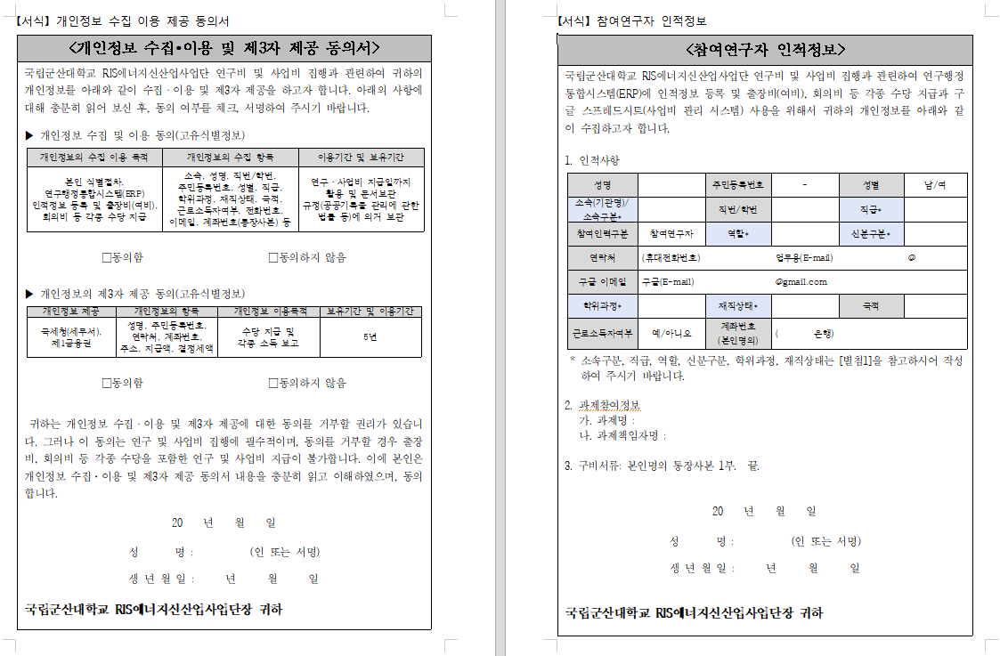 【서식】 개인정보 수집 이용 제공 동의서
<개인정보 수집•이용 및 제3자 제공 동의서>
국립군산대학교 RIS에너지신산업사업단 연구비 및 사업비 집행과 관련하여 귀하의
개인정보를 아래와 같이 수집·이용 및 제3자 제공을 하고자 합니다. 아래의 사항에
대해 충분히 읽어 보신 후, 동의 여부를 체크, 서명하여 주시기 바랍니다.
▶ 개인정보 수집 및 이용 동의(고유식별정보)
개인정보의 수집 이용 목적 개인정보의 수집 항목 이용기간 및 보유기간
본인 식별절차,
연구행정통합시스템(ERP)
인적정보 등록 및 출장비(여비),
회의비 등 각종 수당 지급
소속, 성명, 직번/학번,
주민등록번호, 성별, 직급,
학위과정, 재직상태, 국적,
근로소득자여부, 전화번호,
이메일, 계좌번호(통장사본) 등
연구·사업비 지급일까지
활용 및 문서보관
규정(공공기록물 관리에 관한
법률 등)에 의거 보관
□동의함 □동의하지 않음
▶ 개인정보의 제3자 제공 동의(고유식별정보)
개인정보 제공 개인정보의 항목 개인정보 이용목적 보유기간 및 이용기간
국세청(세무서),
제1금융권
성명, 주민등록번호,
연락처, 계좌번호,
주소, 지급액, 결정세액
수당 지급 및
각종 소득 보고
5년
□동의함 □동의하지 않음
귀하는 개인정보 수집·이용 및 제3자 제공에 대한 동의를 거부할 권리가 있습니
다. 그러나 이 동의는 연구 및 사업비 집행에 필수적이며, 동의를 거부할 경우 출장
비, 회의비 등 각종 수당을 포함한 연구 및 사업비 지급이 불가합니다. 이에 본인은
개인정보 수집·이용 및 제3자 제공 동의서 내용을 충분히 읽고 이해하였으며, 동의
합니다.
20 년 월 일
성 명 : (인 또는 서명)
생 년 월 일 : 년 월 일
국립군산대학교 RIS에너지신산업사업단장 귀하
【서식】 참여연구자 인적정보
<참여연구자 인적정보>
국립군산대학교 RIS에너지신산업사업단 연구비 및 사업비 집행과 관련하여 연구행정
통합시스템(ERP)에 인적정보 등록 및 출장비(여비), 회의비 등 각종 수당 지급과 구
글 스프레드시트(사업비 관리 시스템) 사용을 위해서 귀하의 개인정보를 아래와 같
이 수집하고자 합니다.
1. 인적사항
성명 주민등록번호 - 성별 남/여
소속(기관명)/
소속구분* 직번/학번 직급*
참여인력구분 참여연구자 역할* 신분구분*
연락처 (휴대전화번호) 업무용(E-mail) @
구글 이메일 구글(E-mail) @gmail.com
학위과정* 재직상태* 국적
근로소득자여부 예/아니오 계좌번호
(본인명의) ( 은행)
* 소속구분, 직급, 역할, 신분구분, 학위과정, 재직상태는 [별첨1]을 참고하시어 작성
하여 주시기 바랍니다.
2. 과제참여정보
가. 과제명 :
나. 과제책임자명 :
3. 구비서류: 본인명의 통장사본 1부. 끝.
20 년 월 일
성 명 : (인 또는 서명)
생 년 월 일 : 년 월 일
국립군산대학교 RIS에너지신산업사업단장 귀하